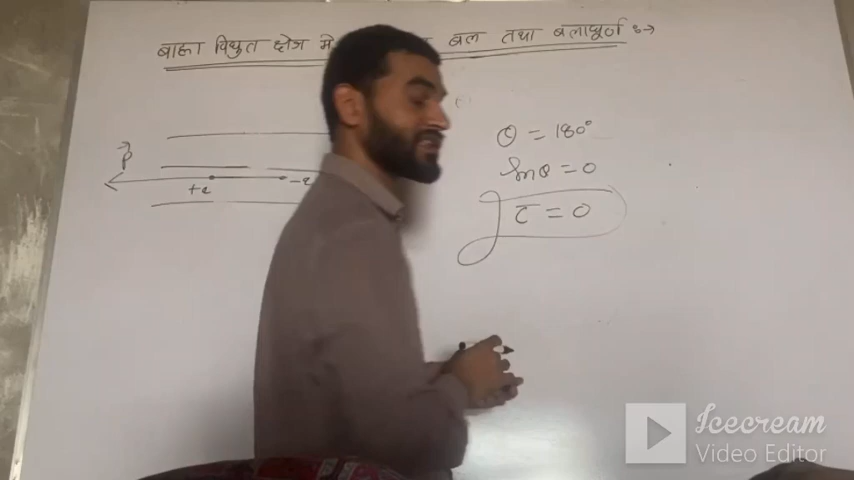 बाह्य विधुत क्षेत्र मे बल तथा बलाघूर्ण :->
θ = 180°
sinθ = 0
τ = 0
p⃗
+q -q
Icecream
Video Editor